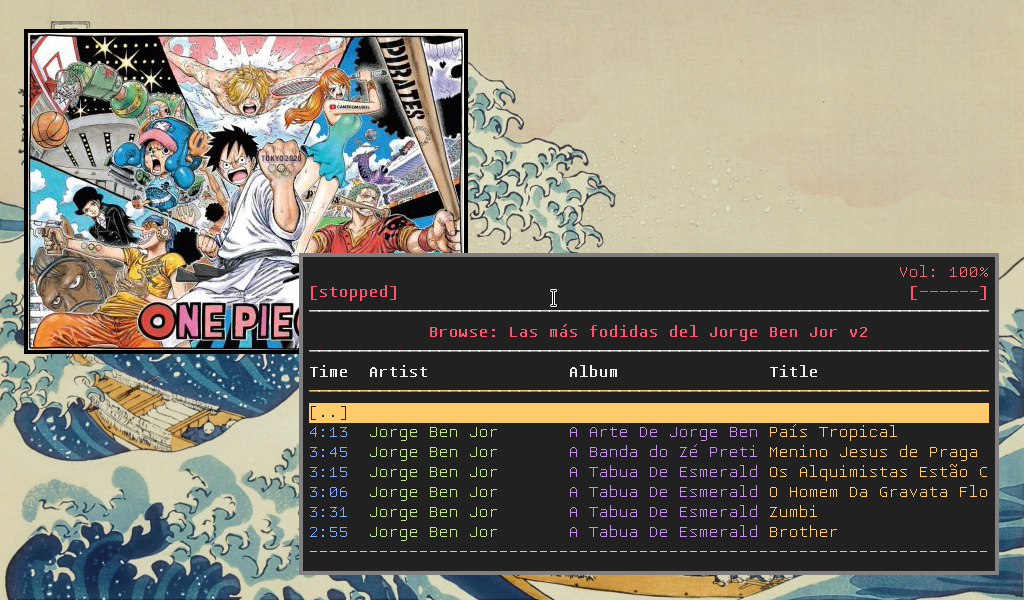 PIRATES
CAMEROMUGIS
TOKYO 2020
ONE PIE
Vol: 100%
[stopped]
[------]
Browse: Las más fodidas del Jorge Ben Jor v2
Time Artist Album Title
[..]
4:13 Jorge Ben Jor A Arte De Jorge Ben País Tropical
3:45 Jorge Ben Jor A Banda do Zé Preti Menino Jesus de Praga
3:15 Jorge Ben Jor A Tabua De Esmerald Os Alquimistas Estão C
3:06 Jorge Ben Jor A Tabua De Esmerald O Homem Da Gravata Flo
3:31 Jorge Ben Jor A Tabua De Esmerald Zumbi
2:55 Jorge Ben Jor A Tabua De Esmerald Brother